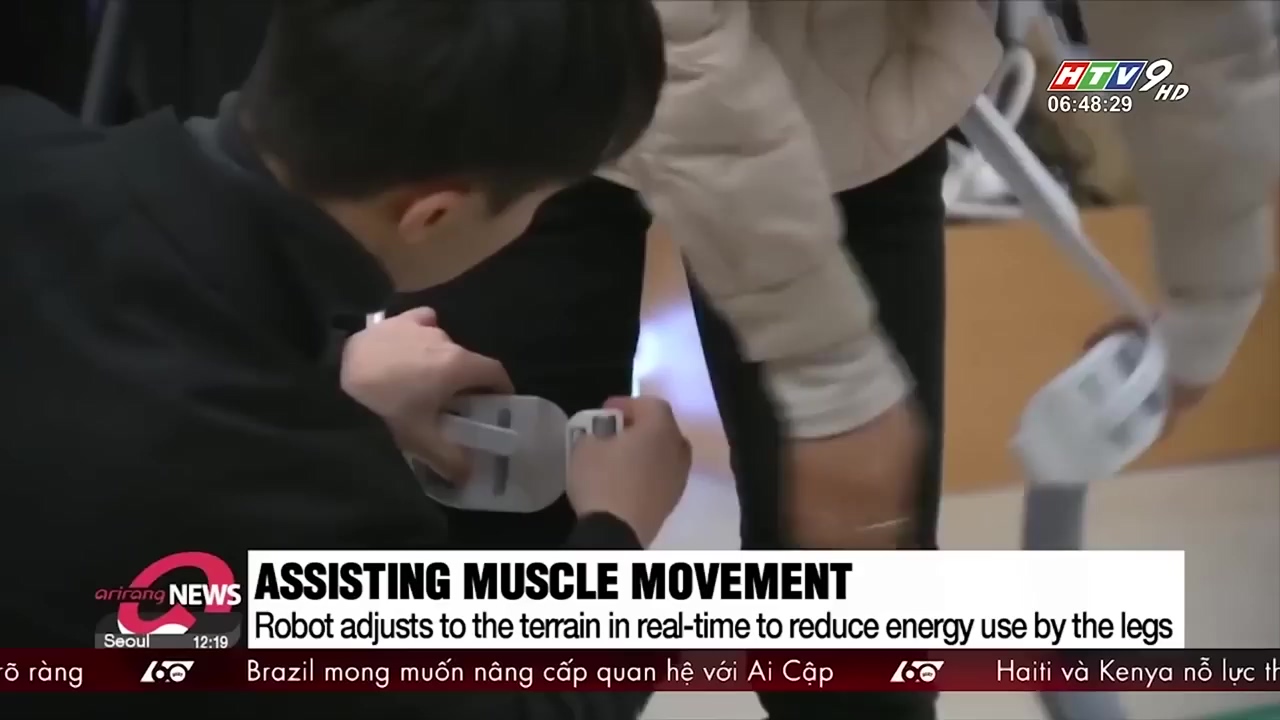 HTV9 HD
06:48:29
ASSISTING MUSCLE MOVEMENT
arirang NEWS
Robot adjusts to the terrain in real-time to reduce energy use by the legs
Seoul 12:19
rõ ràng 60 Brazil mong muốn nâng cấp quan hệ với Ai Cập 60 Haiti và Kenya nỗ lực